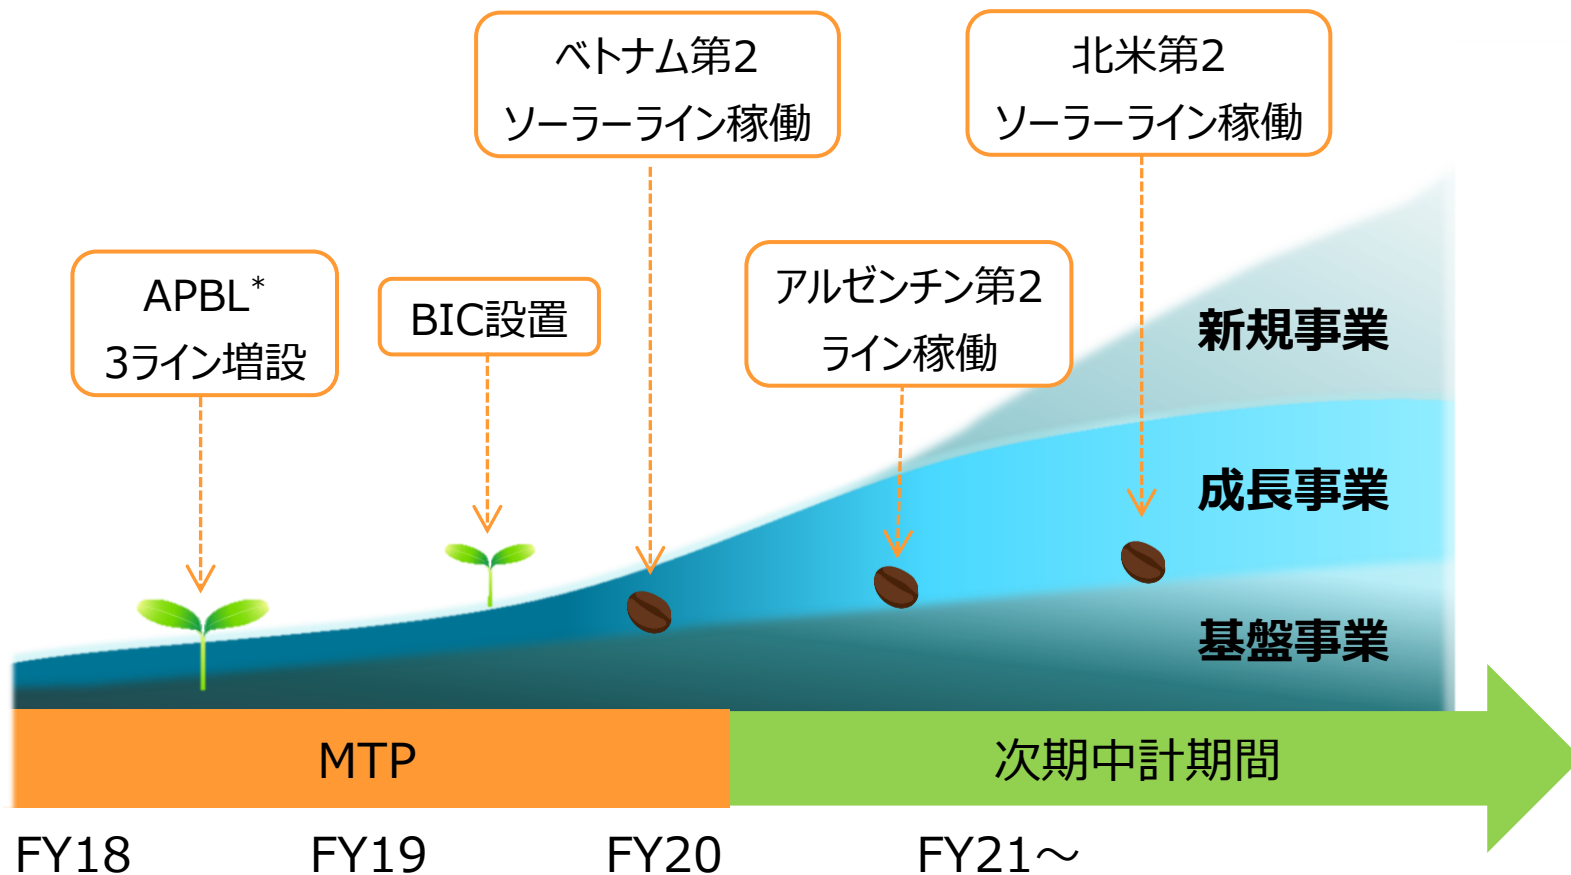 ベトナム第2
ソーラーライン稼働
北米第2
ソーラーライン稼働
APBL*
3ライン増設
BIC設置
アルゼンチン第2
ライン稼働
新規事業
成長事業
基盤事業
MTP
次期中計期間
FY18
FY19
FY20
FY21～